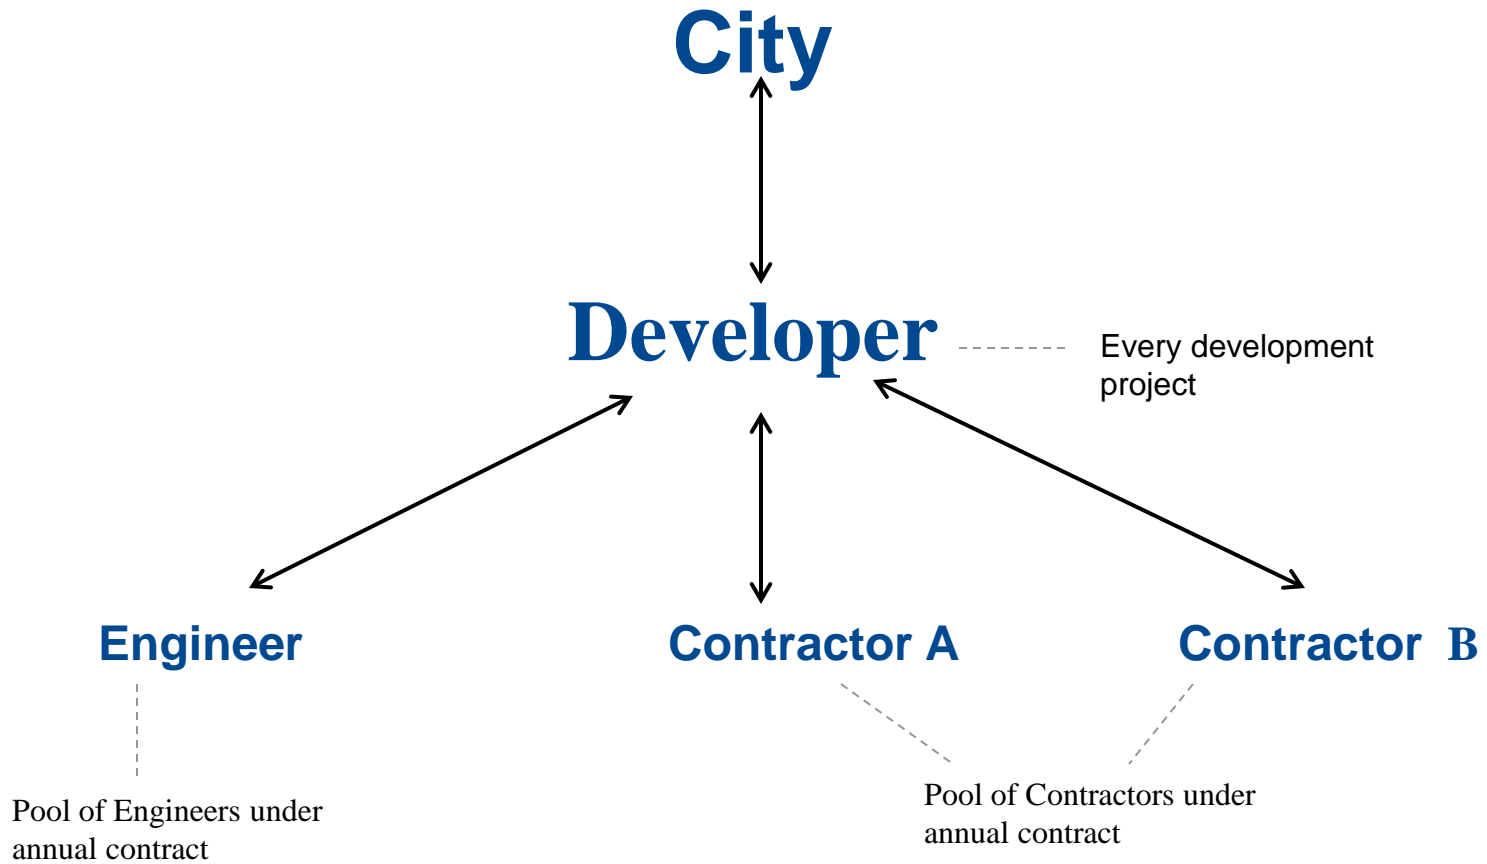 City
Developer
Every development
project
Engineer
Contractor A
Contractor B
Pool of Engineers under
annual contract
Pool of Contractors under
annual contract